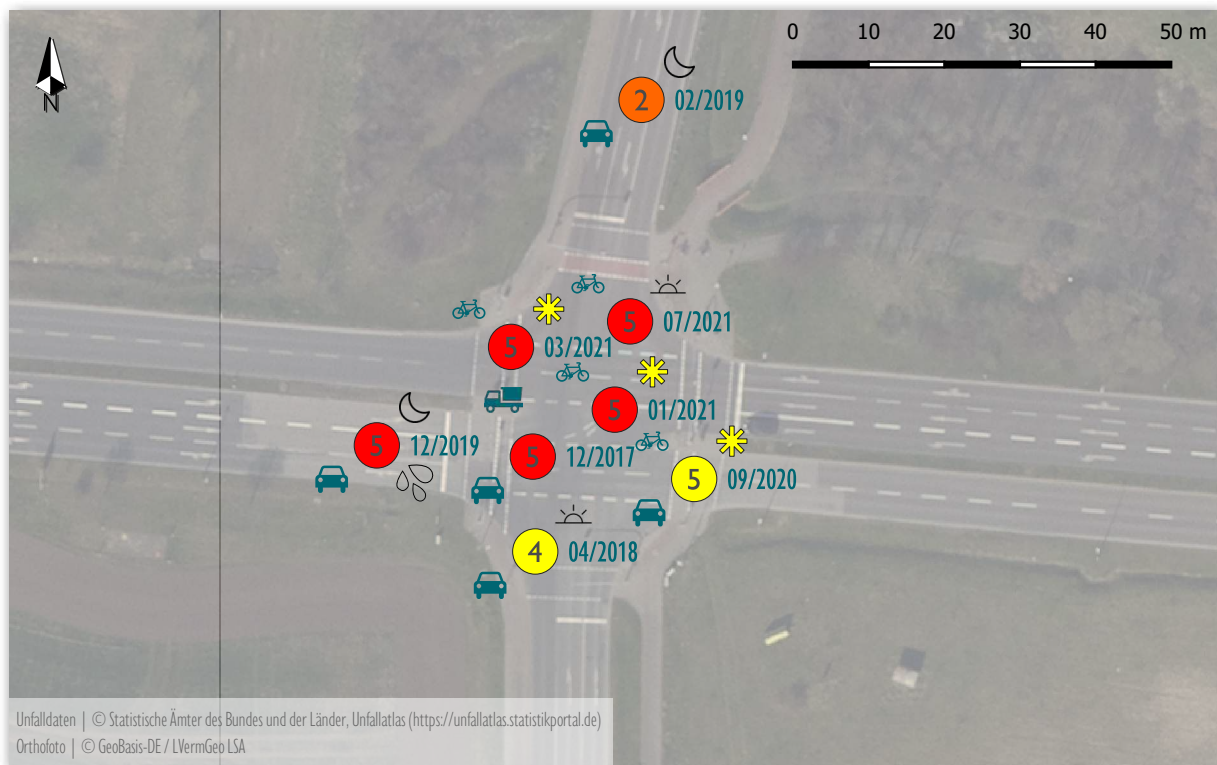 0 10 20 30 40 50 m
N
2 02/2019
5 07/2021
5 03/2021
5 01/2021
5 12/2019
5 12/2017
5 09/2020
4 04/2018
Unfalldaten | © Statistische Ämter des Bundes und der Länder, Unfallatlas (https://unfallatlas.statistikportal.de)
Orthofoto | © GeoBasis-DE / LVermGeo LSA